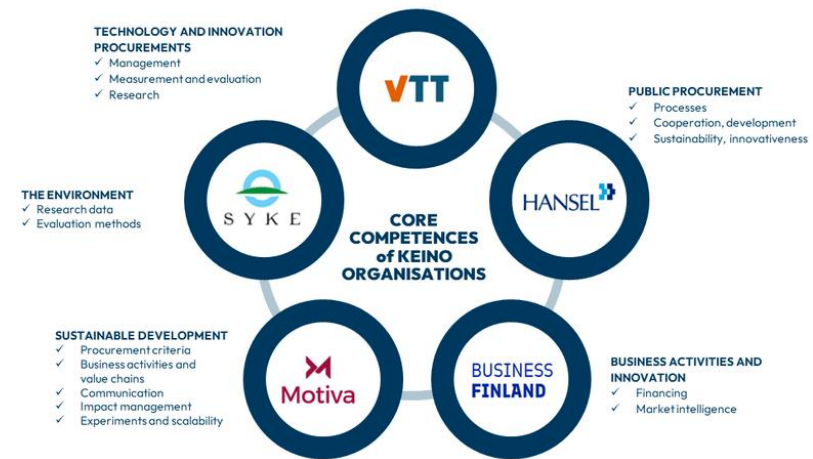 TECHNOLOGY AND INNOVATION
PROCUREMENTS
✓ Management
✓ Measurement and evaluation
✓ Research
VTT
PUBLIC PROCUREMENT
✓ Processes
✓ Cooperation, development
✓ Sustainability, innovativeness
HANSEL
THE ENVIRONMENT
✓ Research data
✓ Evaluation methods
SYKE
CORE
COMPETENCES
of KEINO
ORGANISATIONS
SUSTAINABLE DEVELOPMENT
✓ Procurement criteria
✓ Business activities and
value chains
✓ Communication
✓ Impact management
✓ Experiments and scalability
Motiva
BUSINESS
FINLAND
BUSINESS ACTIVITIES AND
INNOVATION
✓ Financing
✓ Market intelligence